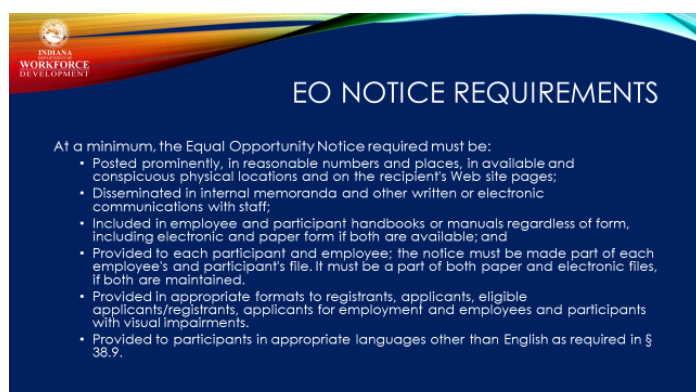 INDIANA
WORKFORCE
DEVELOPMENT
EO NOTICE REQUIREMENTS
At a minimum, the Equal Opportunity Notice required must be:
• Posted prominently, in reasonable numbers and places, in available and
conspicuous physical locations and on the recipient's Web site pages;
• Disseminated in internal memoranda and other written or electronic
communications with staff;
• Included in employee and participant handbooks or manuals regardless of form,
including electronic and paper form if both are available; and
• Provided to each participant and employee; the notice must be made part of each
employee's and participant's file. It must be a part of both paper and electronic files,
if both are maintained.
• Provided in appropriate formats to registrants, applicants, eligible
applicants/registrants, applicants for employment and employees and participants
with visual impairments.
• Provided to participants in appropriate languages other than English as required in §
38.9.